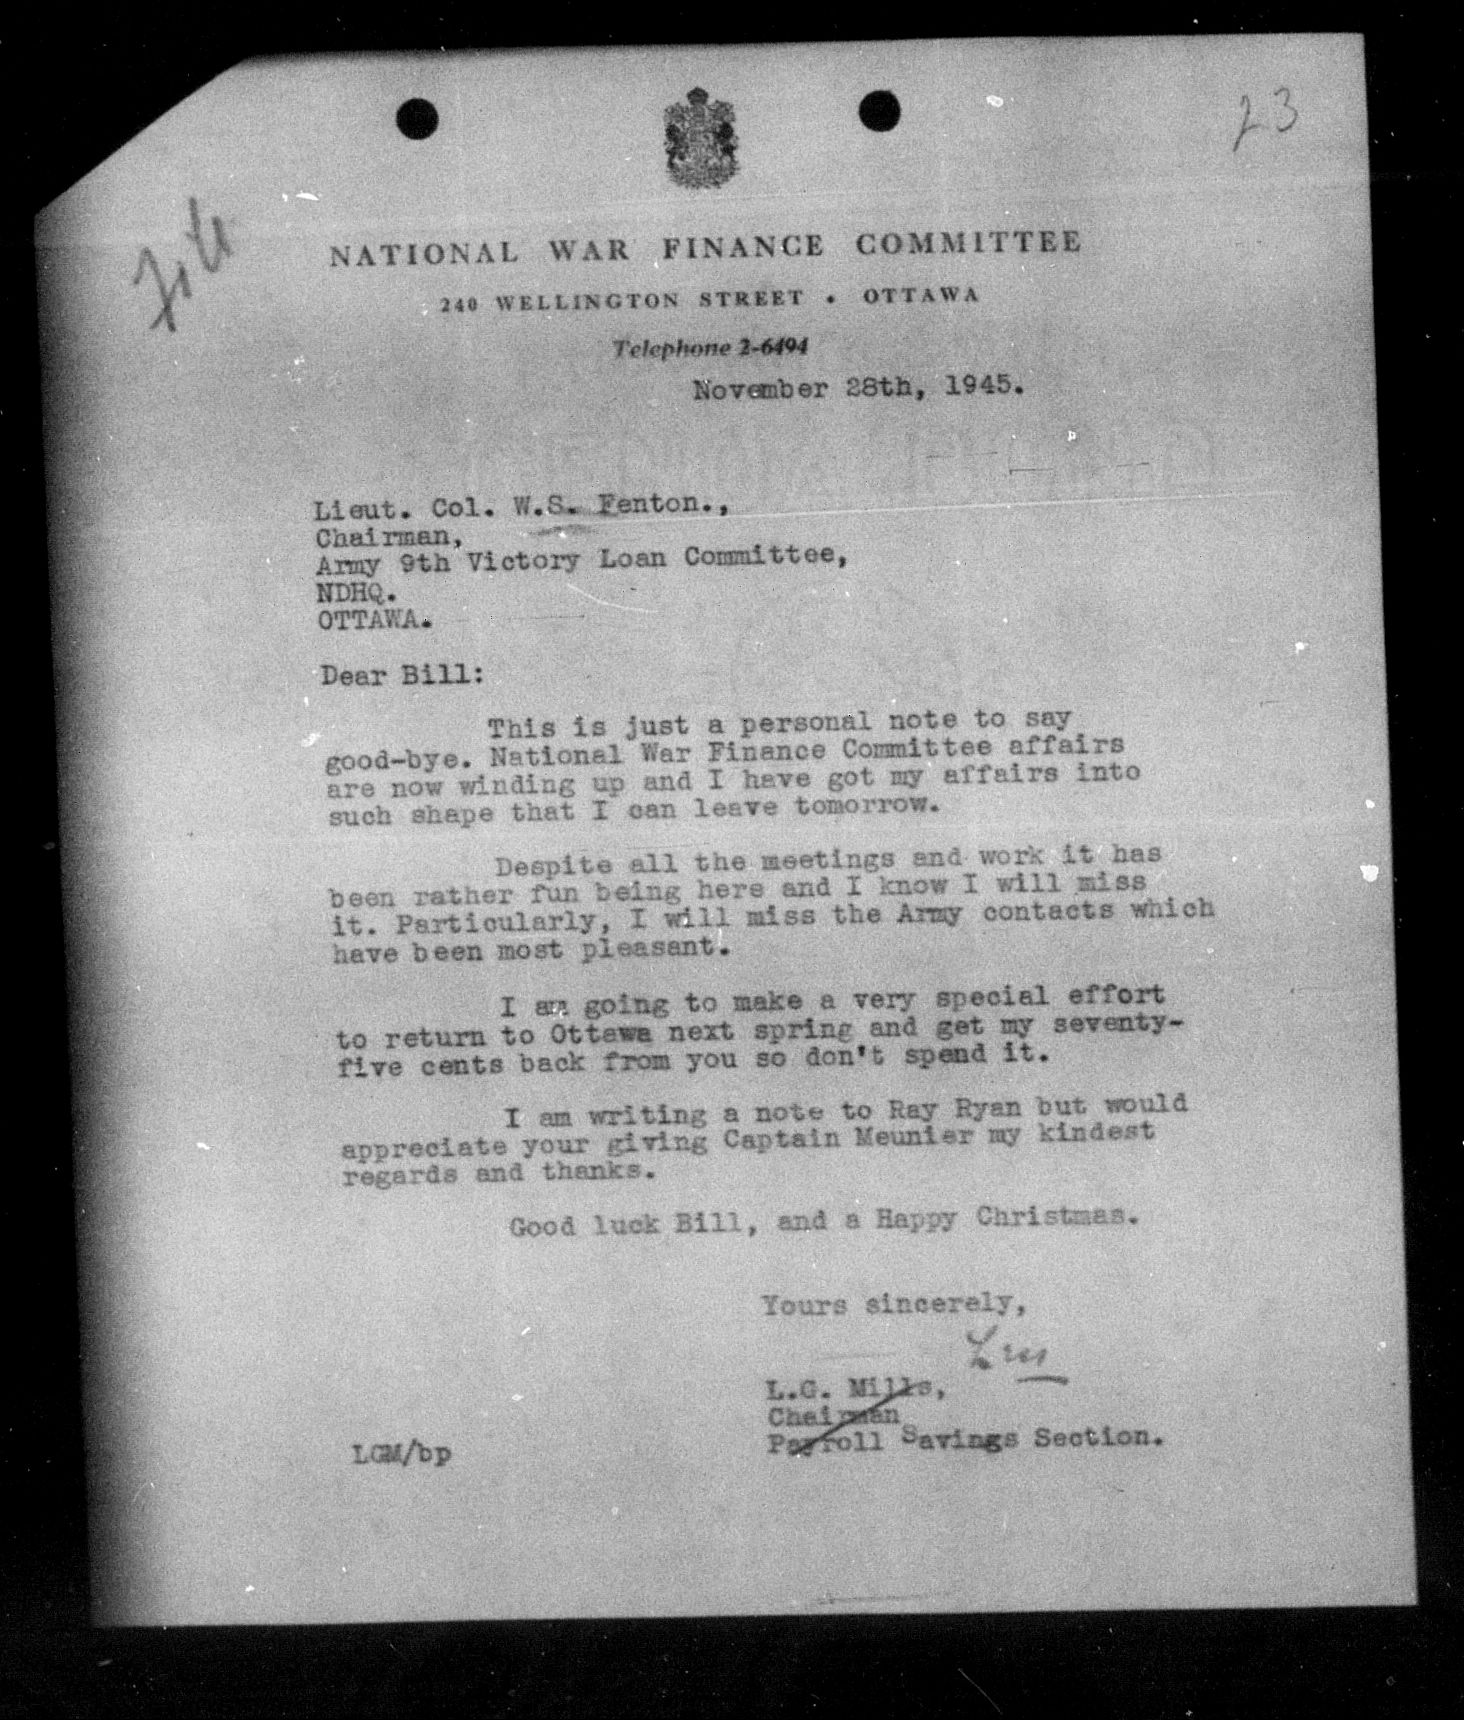 23
File
NATIONAL WAR FINANCE COMMITTEE
240 WELLINGTON STREET • OTTAWA
Telephone 2-6494
November 28th, 1945.
Lieut. Col. W.S. Fenton.,
Chairman,
Army 9th Victory Loan Committee,
NDHQ.
OTTAWA.
Dear Bill:
This is just a personal note to say
good-bye. National War Finance Committee affairs
are now winding up and I have got my affairs into
such shape that I can leave tomorrow.
Despite all the meetings and work it has
been rather fun being here and I know I will miss
it. Particularly, I will miss the Army contacts which
have been most pleasant.
I am going to make a very special effort
to return to Ottawa next spring and get my seventy-
five cents back from you so don't spend it.
I am writing a note to Ray Ryan but would
appreciate your giving Captain Meunier my kindest
regards and thanks.
Good luck Bill, and a Happy Christmas.
Yours sincerely,
L.G. Mills,
Chairman
Payroll Savings Section.
LGM/bp